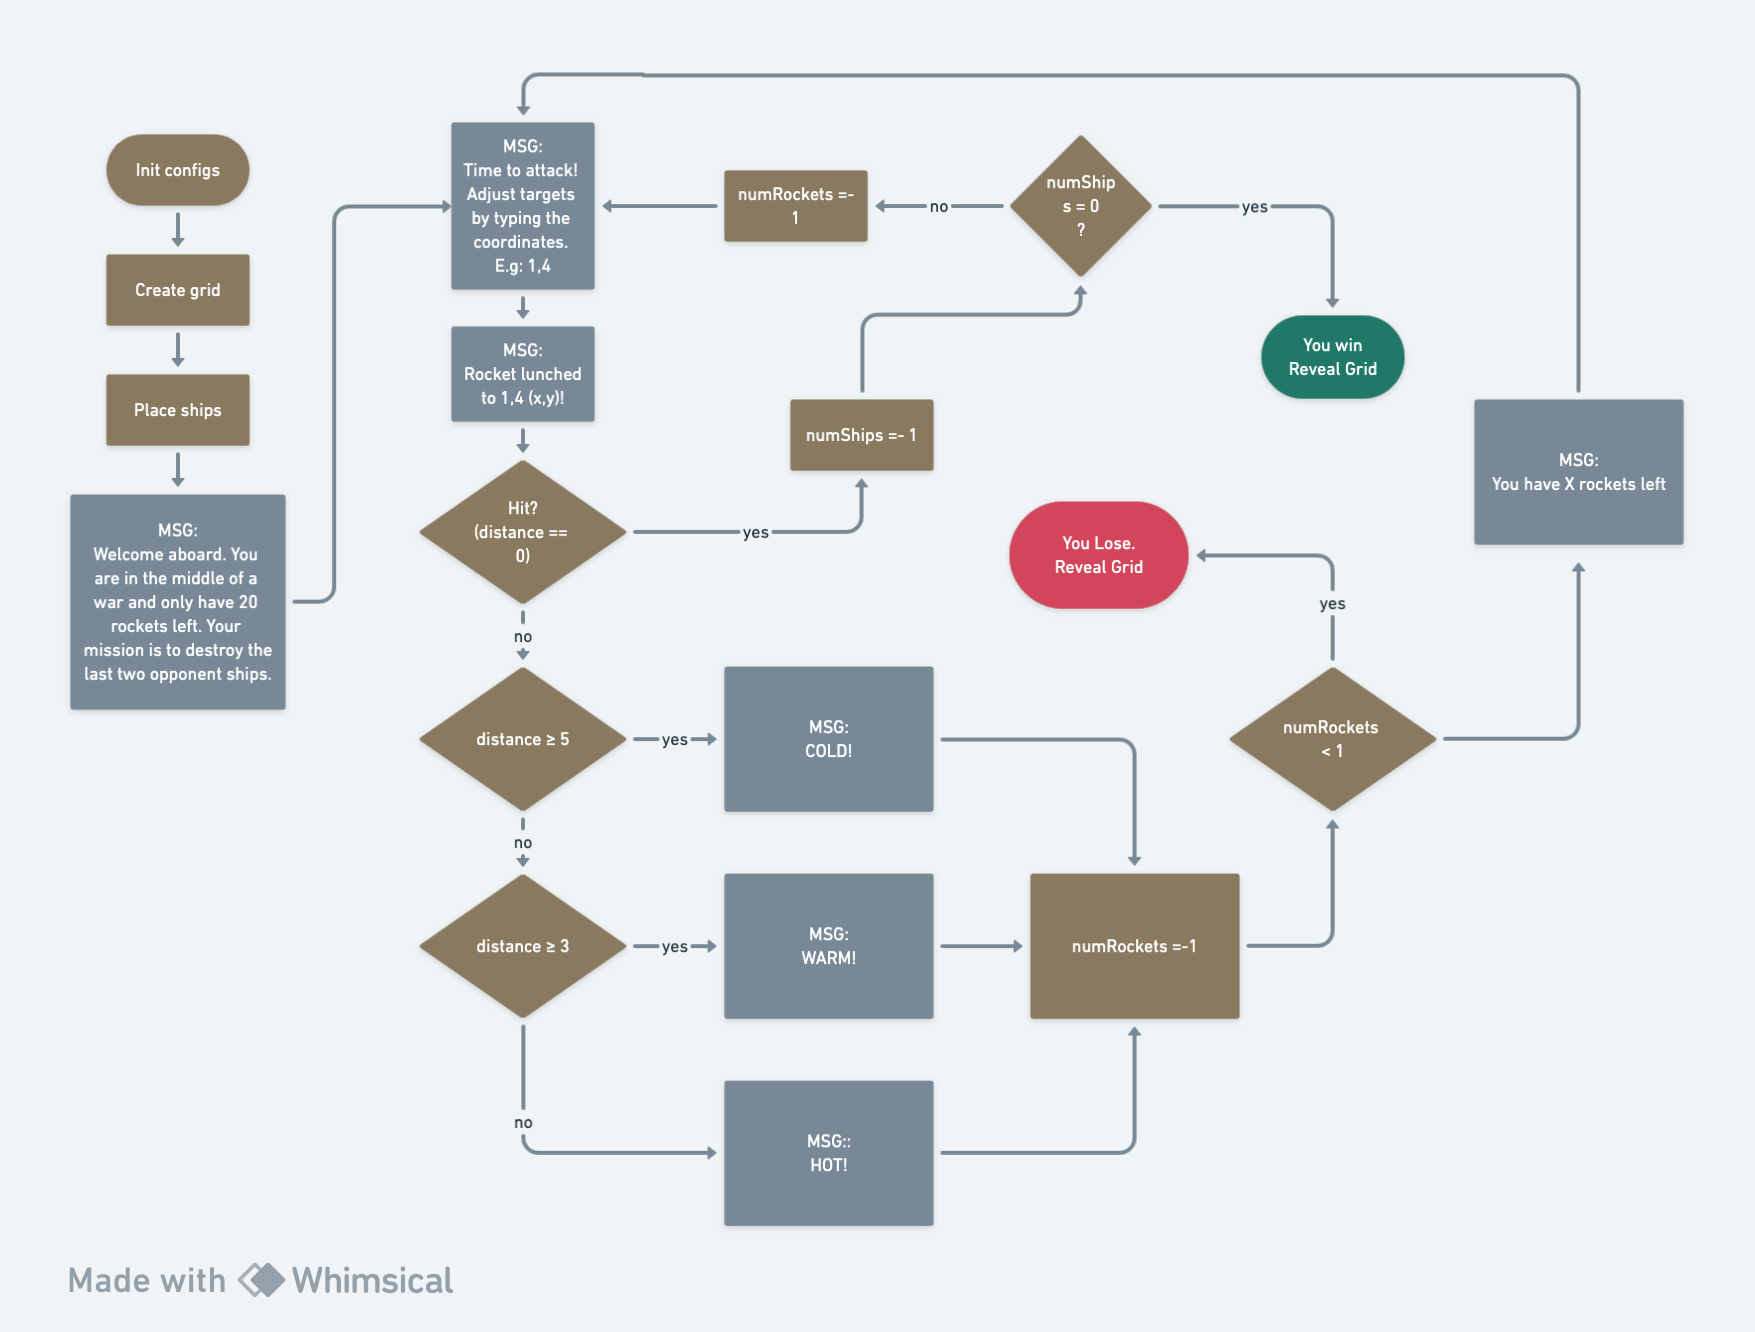 Init configs
Create grid
Place ships
MSG:
Welcome aboard. You
are in the middle of a
war and only have 20
rockets left. Your
mission is to destroy the
last two opponent ships.
MSG:
Time to attack!
Adjust targets
by typing the
coordinates.
E.g: 1,4
MSG:
Rocket lunched
to 1,4 (x,y)!
Hit?
(distance ==
0)
yes
no
numShips =- 1
numShip
s = 0
?
no
numRockets =-
1
yes
You win
Reveal Grid
distance ≥ 5
yes
MSG:
COLD!
no
distance ≥ 3
yes
MSG:
WARM!
no
MSG::
HOT!
numRockets =-1
numRockets
< 1
yes
You Lose.
Reveal Grid
MSG:
You have X rockets left
Made with Whimsical